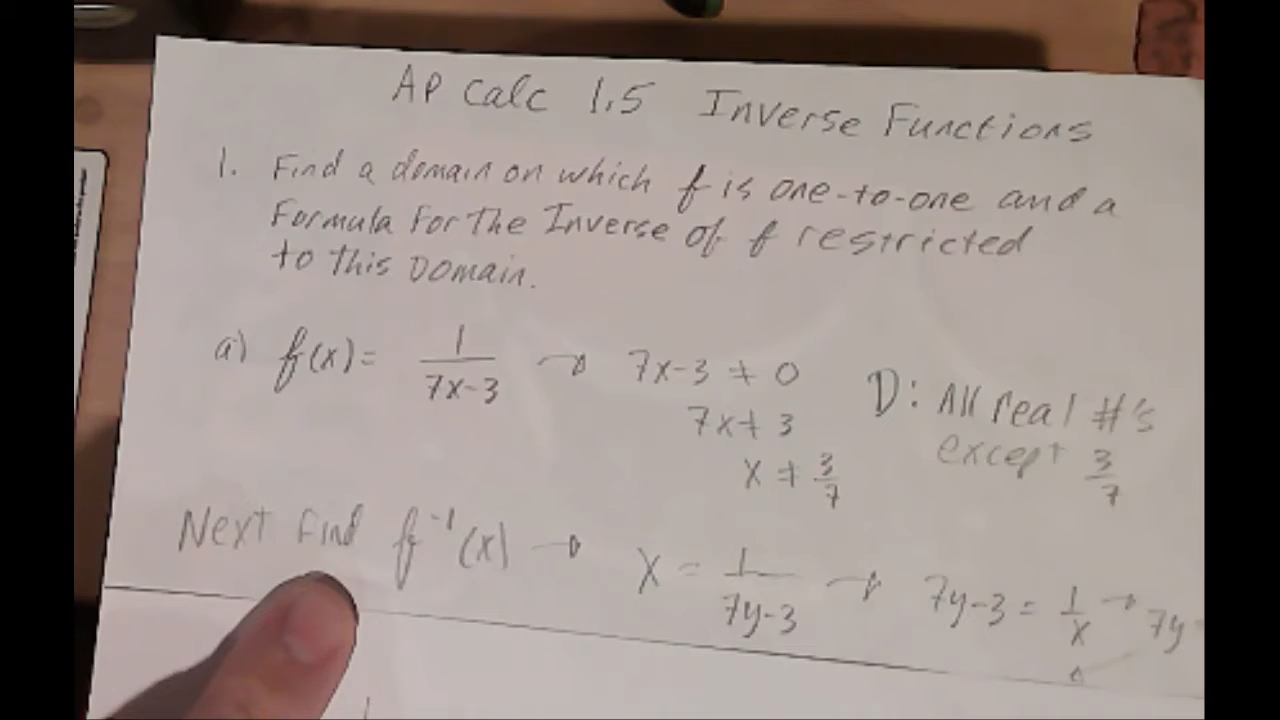 AP Calc 1.5 Inverse Functions
1. Find a domain on which f is one-to-one and a
Formula For The Inverse of f restricted
to This Domain.
a) f(x) = 1/(7x-3) → 7x-3 ≠ 0 D: All real #'s
7x ≠ 3 except 3/7
x ≠ 3/7
Next Find f⁻¹(x) → x = 1/(7y-3) → 7y-3 = 1/x → 7y